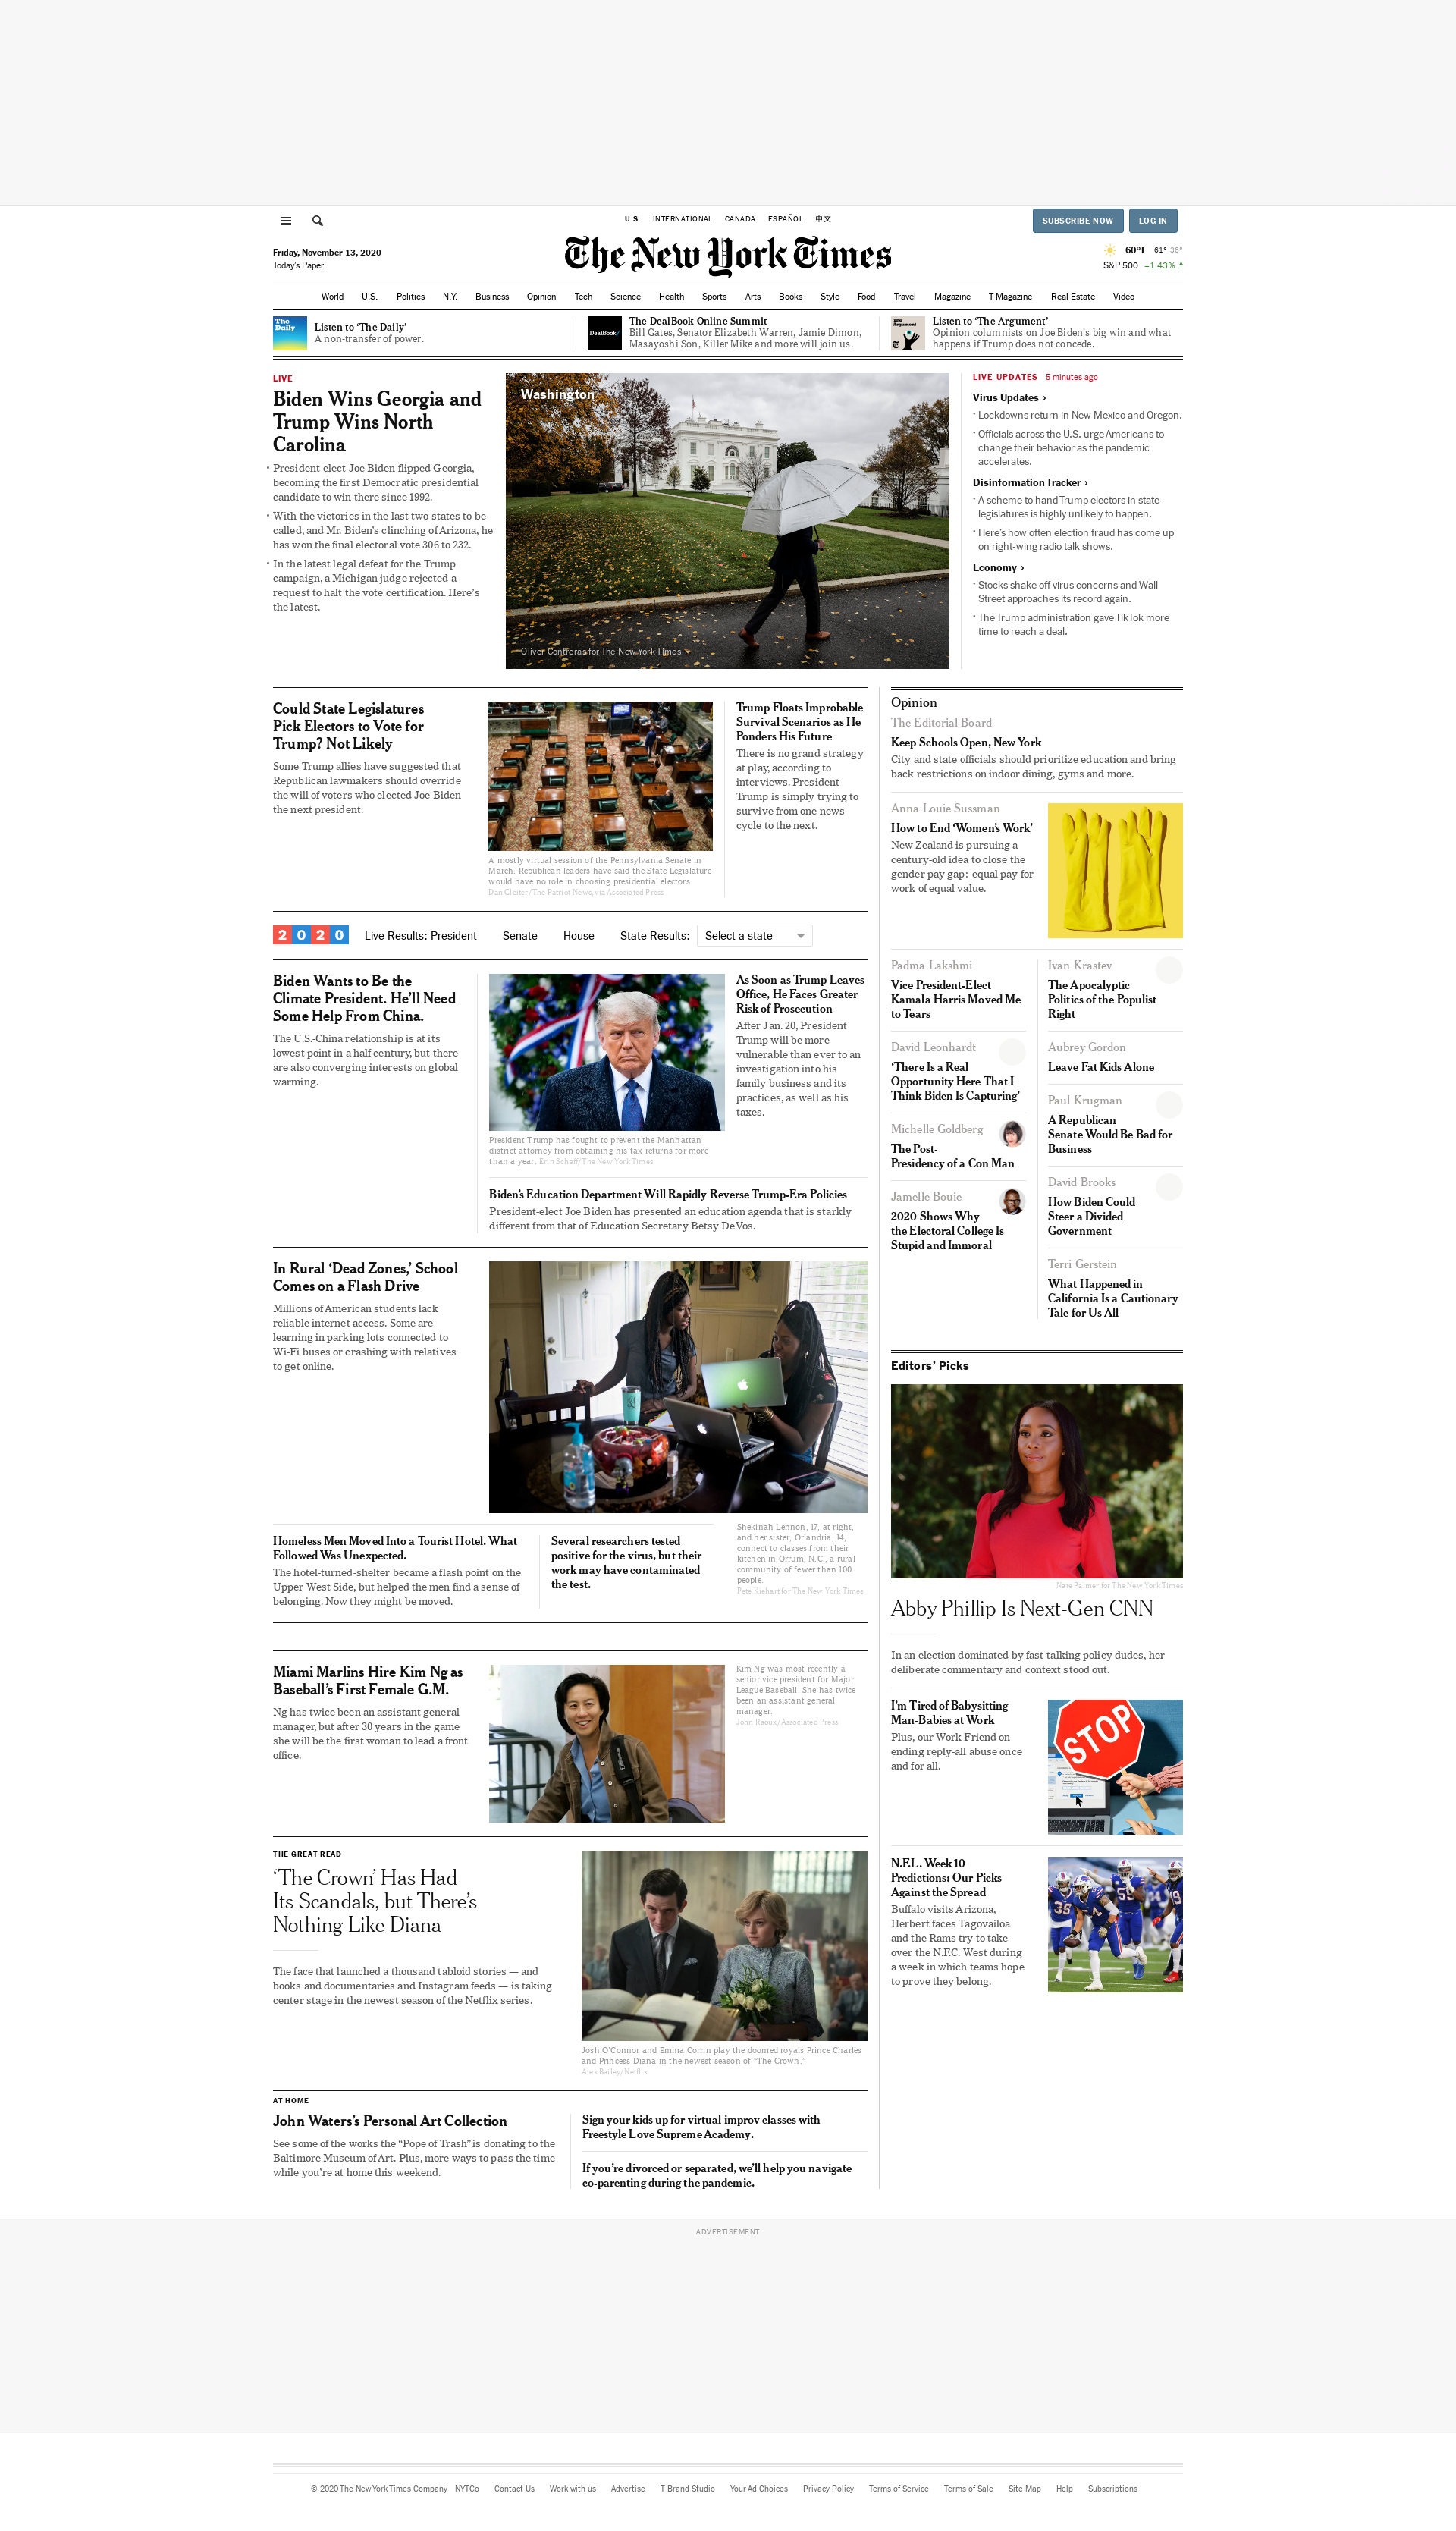 U.S. INTERNATIONAL CANADA ESPAÑOL 中文
SUBSCRIBE NOW LOG IN
Friday, November 13, 2020
Today's Paper
The New York Times
60°F 61° 36°
S&P 500 +1.43%
World U.S. Politics N.Y. Business Opinion Tech Science Health Sports Arts Books Style Food Travel Magazine T Magazine Real Estate Video
The
Daily
Listen to ‘The Daily’
A non-transfer of power.
DealBook/
The DealBook Online Summit
Bill Gates, Senator Elizabeth Warren, Jamie Dimon,
Masayoshi Son, Killer Mike and more will join us.
The
Argument
Listen to ‘The Argument’
Opinion columnists on Joe Biden’s big win and what
happens if Trump does not concede.
LIVE
Biden Wins Georgia and
Trump Wins North
Carolina
• President-elect Joe Biden flipped Georgia,
becoming the first Democratic presidential
candidate to win there since 1992.
• With the victories in the last two states to be
called, and Mr. Biden’s clinching of Arizona, he
has won the final electoral vote 306 to 232.
• In the latest legal defeat for the Trump
campaign, a Michigan judge rejected a
request to halt the vote certification. Here’s
the latest.
Washington
Oliver Contreras for The New York Times
LIVE UPDATES 5 minutes ago
Virus Updates ›
• Lockdowns return in New Mexico and Oregon.
• Officials across the U.S. urge Americans to
change their behavior as the pandemic
accelerates.
Disinformation Tracker ›
• A scheme to hand Trump electors in state
legislatures is highly unlikely to happen.
• Here’s how often election fraud has come up
on right-wing radio talk shows.
Economy ›
• Stocks shake off virus concerns and Wall
Street approaches its record again.
• The Trump administration gave TikTok more
time to reach a deal.
Could State Legislatures
Pick Electors to Vote for
Trump? Not Likely
Some Trump allies have suggested that
Republican lawmakers should override
the will of voters who elected Joe Biden
the next president.
A mostly virtual session of the Pennsylvania Senate in
March. Republican leaders have said the State Legislature
would have no role in choosing presidential electors.
Dan Gleiter/The Patriot-News, via Associated Press
Trump Floats Improbable
Survival Scenarios as He
Ponders His Future
There is no grand strategy
at play, according to
interviews. President
Trump is simply trying to
survive from one news
cycle to the next.
2020 Live Results: President Senate House State Results: Select a state
Biden Wants to Be the
Climate President. He’ll Need
Some Help From China.
The U.S.-China relationship is at its
lowest point in a half century, but there
are also converging interests on global
warming.
President Trump has fought to prevent the Manhattan
district attorney from obtaining his tax returns for more
than a year. Erin Schaff/The New York Times
As Soon as Trump Leaves
Office, He Faces Greater
Risk of Prosecution
After Jan. 20, President
Trump will be more
vulnerable than ever to an
investigation into his
family business and its
practices, as well as his
taxes.
Biden’s Education Department Will Rapidly Reverse Trump-Era Policies
President-elect Joe Biden has presented an education agenda that is starkly
different from that of Education Secretary Betsy DeVos.
In Rural ‘Dead Zones,’ School
Comes on a Flash Drive
Millions of American students lack
reliable internet access. Some are
learning in parking lots connected to
Wi-Fi buses or crashing with relatives
to get online.
Shekinah Lennon, 17, at right,
and her sister, Orlandria, 14,
connect to classes from their
kitchen in Orrum, N.C., a rural
community of fewer than 100
people.
Pete Kiehart for The New York Times
Homeless Men Moved Into a Tourist Hotel. What
Followed Was Unexpected.
The hotel-turned-shelter became a flash point on the
Upper West Side, but helped the men find a sense of
belonging. Now they might be moved.
Several researchers tested
positive for the virus, but their
work may have contaminated
the test.
Miami Marlins Hire Kim Ng as
Baseball’s First Female G.M.
Ng has twice been an assistant general
manager, but after 30 years in the game
she will be the first woman to lead a front
office.
Kim Ng was most recently a
senior vice president for Major
League Baseball. She has twice
been an assistant general
manager.
John Raoux/Associated Press
THE GREAT READ
‘The Crown’ Has Had
Its Scandals, but There’s
Nothing Like Diana
The face that launched a thousand tabloid stories — and
books and documentaries and Instagram feeds — is taking
center stage in the newest season of the Netflix series.
Josh O’Connor and Emma Corrin play the doomed royals Prince Charles
and Princess Diana in the newest season of “The Crown.”
Alex Bailey/Netflix
AT HOME
John Waters’s Personal Art Collection
See some of the works the “Pope of Trash” is donating to the
Baltimore Museum of Art. Plus, more ways to pass the time
while you’re at home this weekend.
Sign your kids up for virtual improv classes with
Freestyle Love Supreme Academy.
If you’re divorced or separated, we’ll help you navigate
co-parenting during the pandemic.
Opinion
The Editorial Board
Keep Schools Open, New York
City and state officials should prioritize education and bring
back restrictions on indoor dining, gyms and more.
Anna Louie Sussman
How to End ‘Women’s Work’
New Zealand is pursuing a
century-old idea to close the
gender pay gap: equal pay for
work of equal value.
Padma Lakshmi
Vice President-Elect
Kamala Harris Moved Me
to Tears
David Leonhardt
‘There Is a Real
Opportunity Here That I
Think Biden Is Capturing’
Michelle Goldberg
The Post-
Presidency of a Con Man
Jamelle Bouie
2020 Shows Why
the Electoral College Is
Stupid and Immoral
Ivan Krastev
The Apocalyptic
Politics of the Populist
Right
Aubrey Gordon
Leave Fat Kids Alone
Paul Krugman
A Republican
Senate Would Be Bad for
Business
David Brooks
How Biden Could
Steer a Divided
Government
Terri Gerstein
What Happened in
California Is a Cautionary
Tale for Us All
Editors’ Picks
Nate Palmer for The New York Times
Abby Phillip Is Next-Gen CNN
In an election dominated by fast-talking policy dudes, her
deliberate commentary and context stood out.
I’m Tired of Babysitting
Man-Babies at Work
Plus, our Work Friend on
ending reply-all abuse once
and for all.
STOP
N.F.L. Week 10
Predictions: Our Picks
Against the Spread
Buffalo visits Arizona,
Herbert faces Tagovailoa
and the Rams try to take
over the N.F.C. West during
a week in which teams hope
to prove they belong.
39
55
ADVERTISEMENT
© 2020 The New York Times Company NYTCo Contact Us Work with us Advertise T Brand Studio Your Ad Choices Privacy Policy Terms of Service Terms of Sale Site Map Help Subscriptions